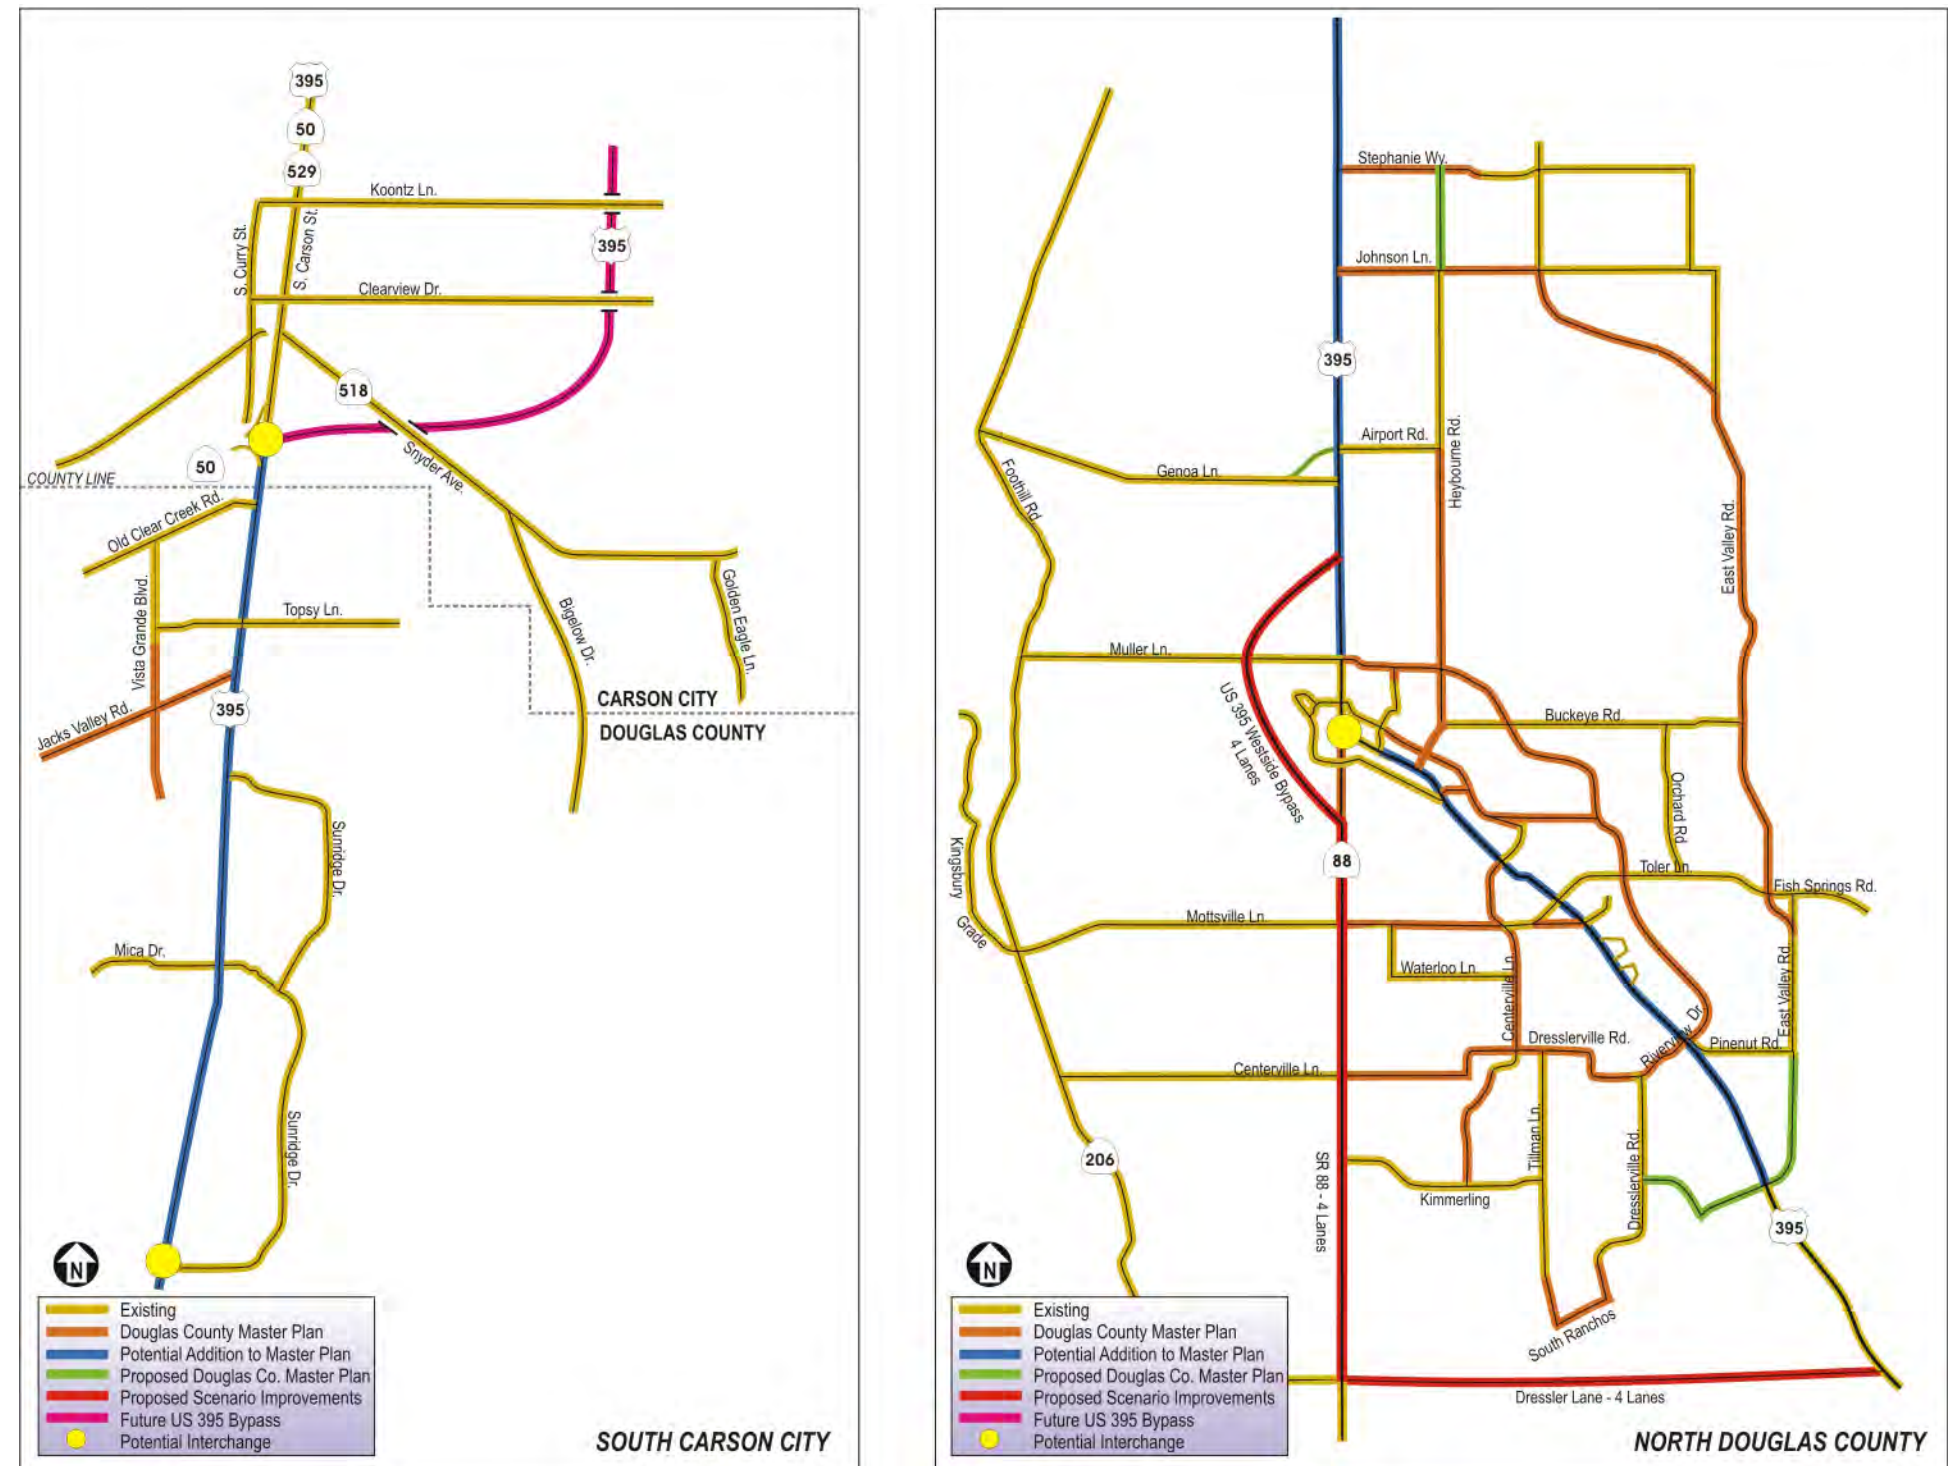 395
50
529
Koontz Ln.
S. Curry St.
S. Carson St.
395
Clearview Dr.
518
Snyder Ave.
50
COUNTY LINE
Old Clear Creek Rd.
Vista Grande Blvd.
Topsy Ln.
Bigelow Dr.
Golden Eagle Ln.
Jacks Valley Rd.
395
CARSON CITY
DOUGLAS COUNTY
Sunridge Dr.
Mica Dr.
Sunridge Dr.
N
Existing
Douglas County Master Plan
Potential Addition to Master Plan
Proposed Douglas Co. Master Plan
Proposed Scenario Improvements
Future US 395 Bypass
Potential Interchange
SOUTH CARSON CITY
Stephanie Wy.
Johnson Ln.
395
Airport Rd.
Heybourne Rd.
Genoa Ln.
Foothill Rd
East Valley Rd.
Muller Ln.
US 395 Westside Bypass
4 Lanes
Buckeye Rd.
Orchard Rd
Kingsbury
Grade
88
Toler Ln.
Fish Springs Rd.
Mottsville Ln.
Waterloo Ln.
Centerville Ln.
East Valley Rd.
Dresslerville Rd.
Riverview Dr.
Pinenut Rd.
Centerville Ln.
206
SR 88 - 4 Lanes
Tillman Ln.
Dresslerville Rd.
Kimmerling
395
South Ranchos
Dressler Lane - 4 Lanes
N
Existing
Douglas County Master Plan
Potential Addition to Master Plan
Proposed Douglas Co. Master Plan
Proposed Scenario Improvements
Future US 395 Bypass
Potential Interchange
NORTH DOUGLAS COUNTY